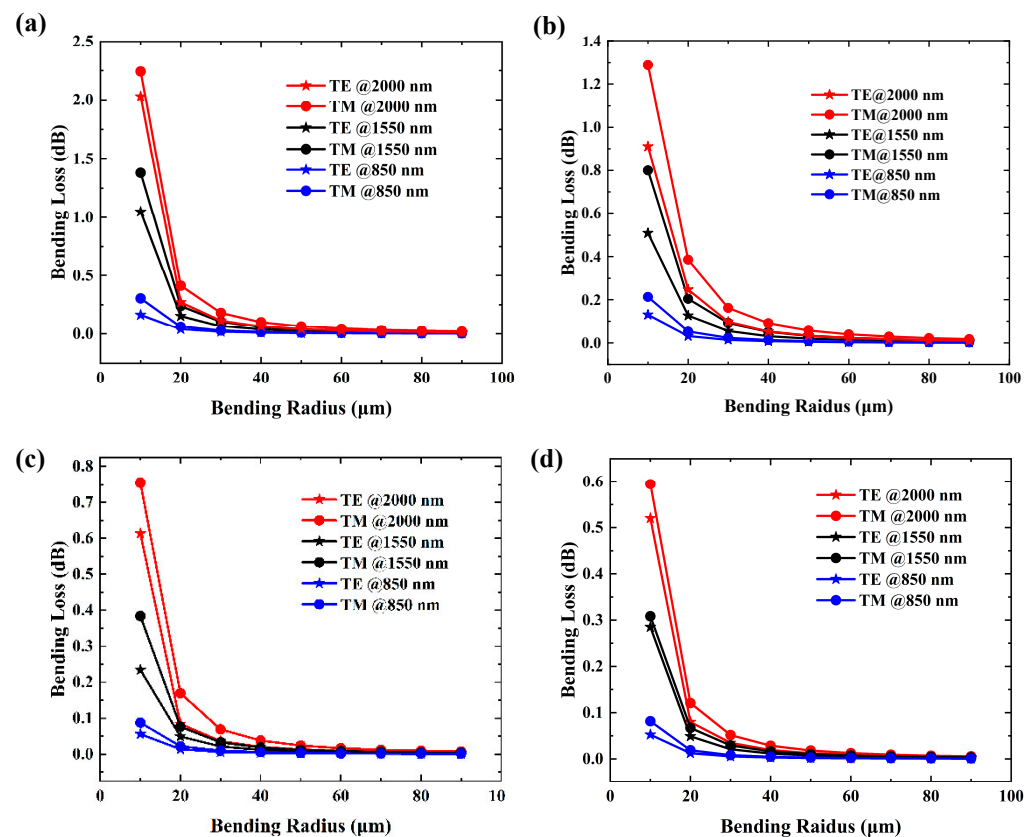 (a)
2.5
2.0
1.5
1.0
0.5
0.0
Bending Loss (dB)
TE @2000 nm
TM @2000 nm
TE @1550 nm
TM @1550 nm
TE @850 nm
TM @850 nm
0 20 40 60 80 100
Bending Radius (μm)
(b)
1.4
1.2
1.0
0.8
0.6
0.4
0.2
0.0
Bending Loss (dB)
TE@2000 nm
TM@2000 nm
TE@1550 nm
TM@1550 nm
TE@850 nm
TM@850nm
0 20 40 60 80 100
Bending Raidus (μm)
(c)
0.8
0.7
0.6
0.5
0.4
0.3
0.2
0.1
0.0
Bending Loss (dB)
TE @2000 nm
TM @2000 nm
TE @1550 nm
TM @1550 nm
TE @850 nm
TM @850 nm
0 20 40 60 80 10
Bending Radius (μm)
(d)
0.6
0.5
0.4
0.3
0.2
0.1
0.0
Bending Loss (dB)
TE @2000 nm
TM @2000 nm
TE @1550 nm
TM @1550 nm
TE @850 nm
TM @850 nm
0 20 40 60 80 100
Bending Raidus (μm)